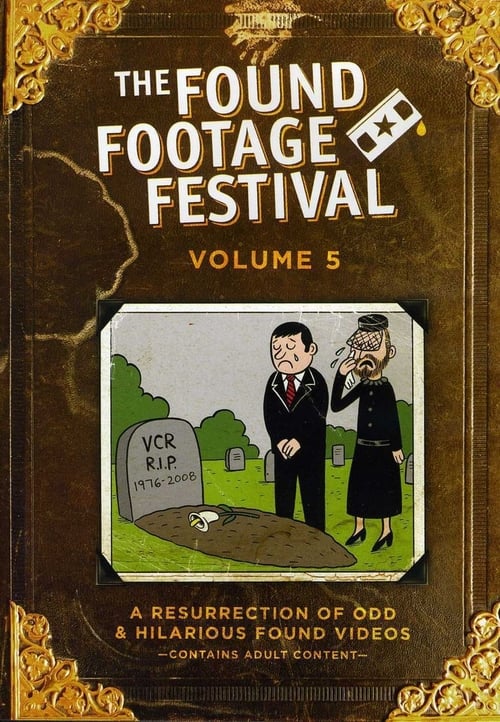 THE FOUND
FOOTAGE
FESTIVAL
VOLUME 5
VCR
R.I.P.
1976-2008
A RESURRECTION OF ODD
& HILARIOUS FOUND VIDEOS
—CONTAINS ADULT CONTENT—